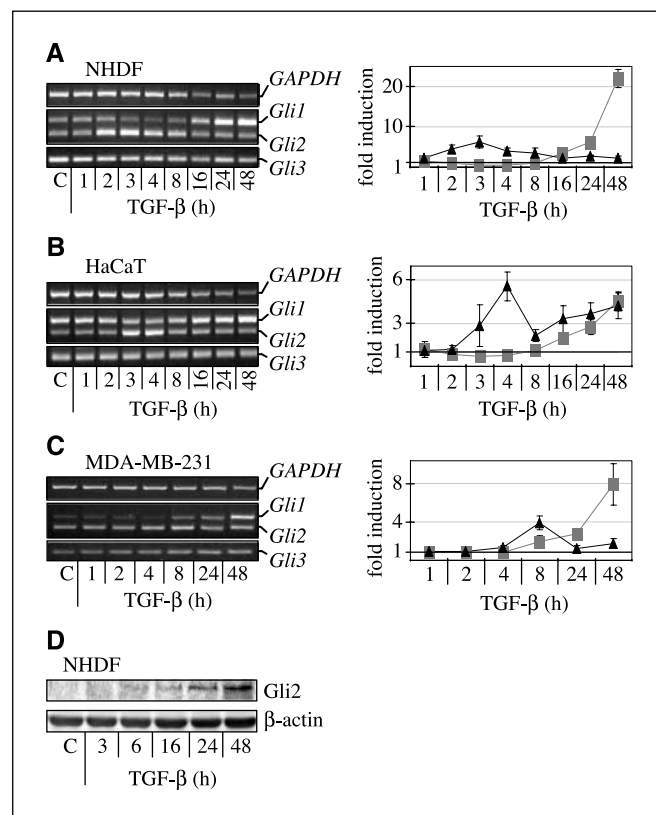 A
NHDF
GAPDH
Gli1
Gli2
Gli3
C 1 2 3 4 8 16 24 48
TGF-β (h)
fold induction
20
10
1
1 2 3 4 8 16 24 48
TGF-β (h)
B
HaCaT
GAPDH
Gli1
Gli2
Gli3
C 1 2 3 4 8 16 24 48
TGF-β (h)
fold induction
6
3
1
1 2 3 4 8 16 24 48
TGF-β (h)
C
MDA-MB-231
GAPDH
Gli1
Gli2
Gli3
C 1 2 4 8 24 48
TGF-β (h)
fold induction
8
4
1
1 2 4 8 24 48
TGF-β (h)
D
NHDF
Gli2
β-actin
C 3 6 16 24 48
TGF-β (h)